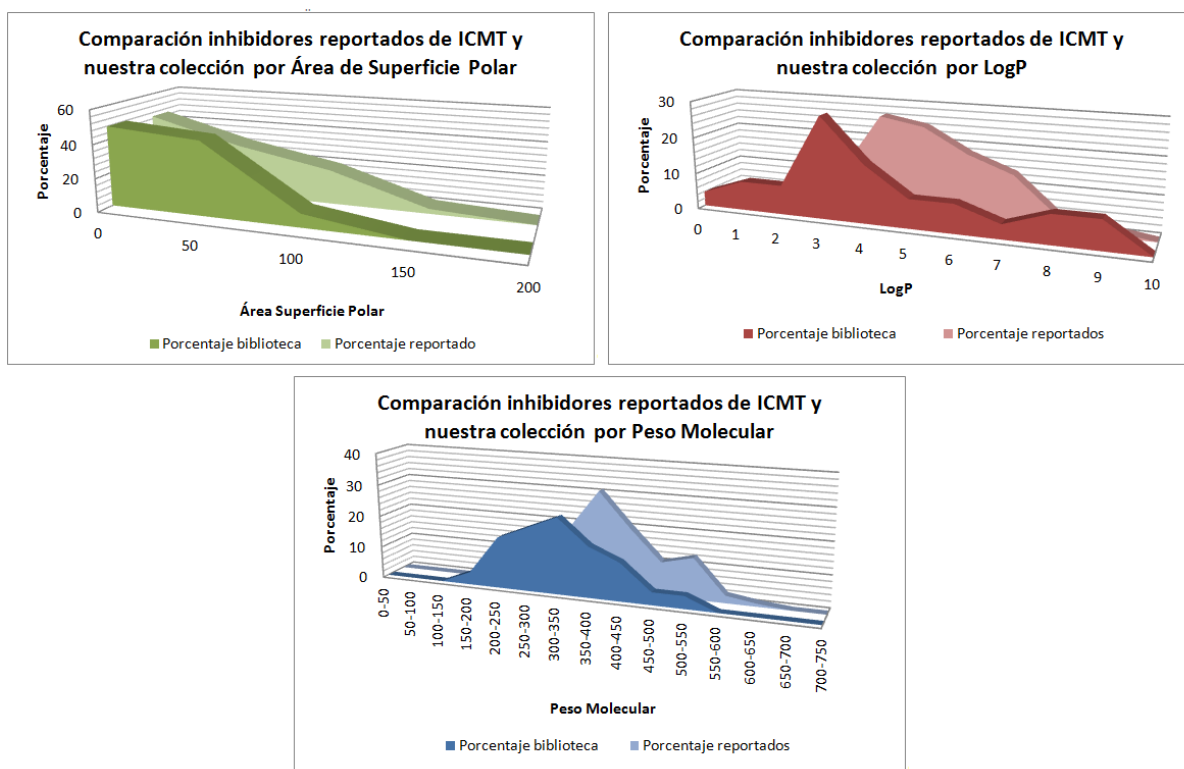 Comparación inhibidores reportados de ICMT y
nuestra colección por Área de Superficie Polar
60
40
20
0
Porcentaje
0
50
100
150
200
Área Superficie Polar
Porcentaje biblioteca
Porcentaje reportado
Comparación inhibidores reportados de ICMT y
nuestra colección por LogP
30
20
10
0
Porcentaje
0
1
2
3
4
5
6
7
8
9
10
LogP
Porcentaje biblioteca
Porcentaje reportados
Comparación inhibidores reportados de ICMT y
nuestra colección por Peso Molecular
40
30
20
10
0
Porcentaje
0-50
50-100
100-150
150-200
200-250
250-300
300-350
350-400
400-450
450-500
500-550
550-600
600-650
650-700
700-750
Peso Molecular
Porcentaje biblioteca
Porcentaje reportados